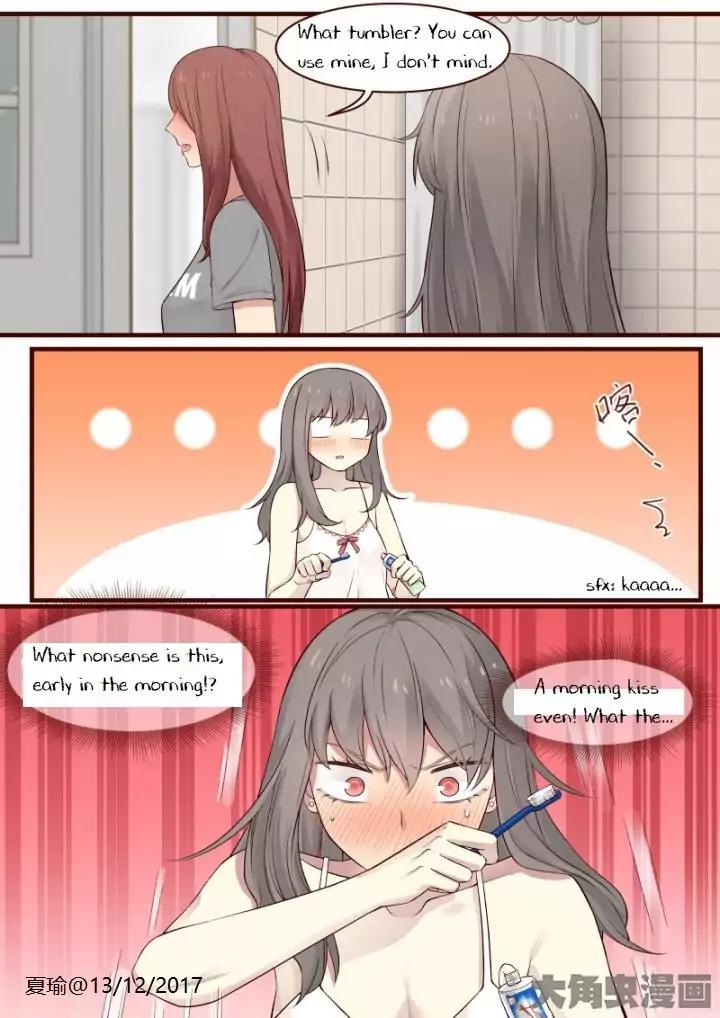 What tumbler? You can
use mine, I don't mind.
M
喀
sfx: kaaaa...
What nonsense is this,
early in the morning!?
A morning kiss
even! What the...
夏瑜@13/12/2017
大角虫漫画